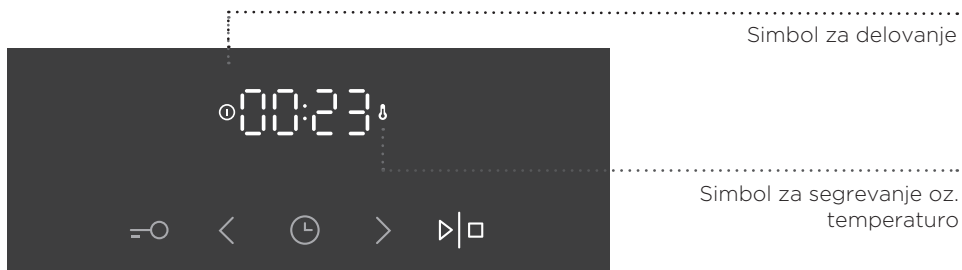 Simbol za delovanje
00:23
Simbol za segrevanje oz.
temperaturo